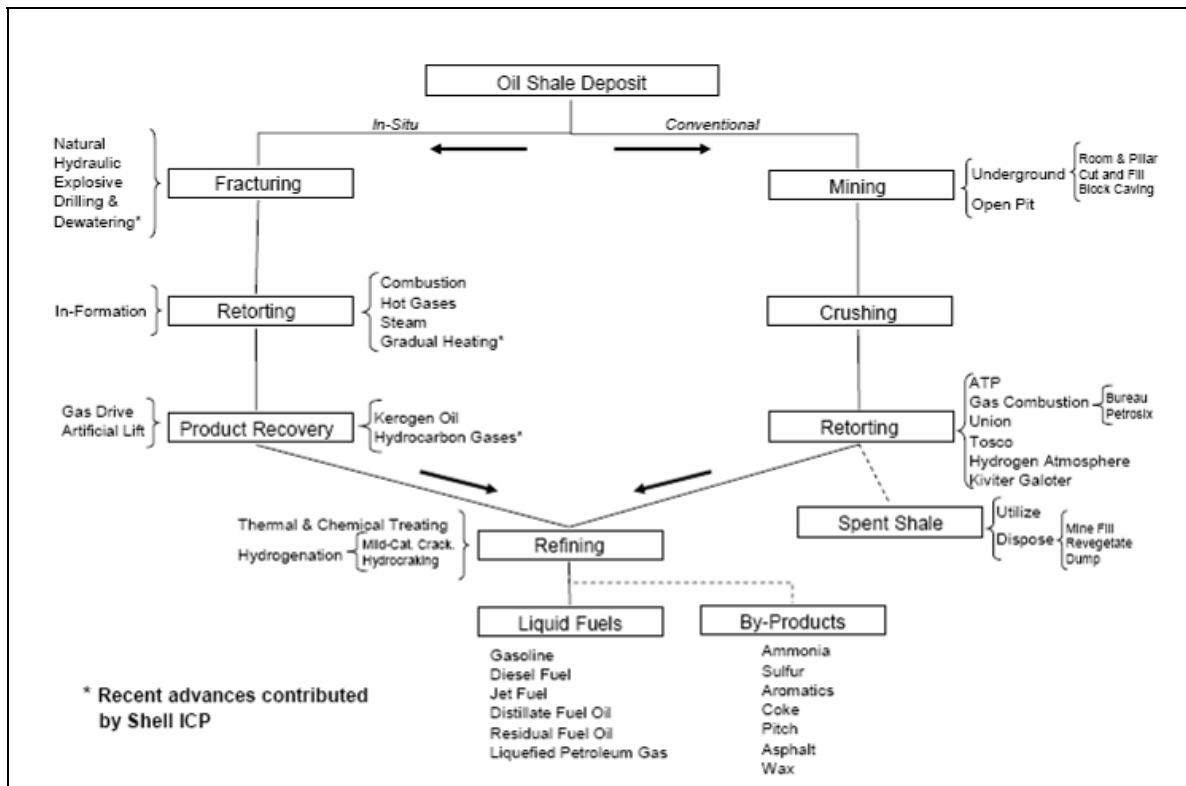 Oil Shale Deposit
In-Situ
Conventional
Natural
Hydraulic
Explosive
Drilling &
Dewatering*
Fracturing
Mining
Underground
Open Pit
Room & Pillar
Cut and Fill
Block Caving
In-Formation
Retorting
Combustion
Hot Gases
Steam
Gradual Heating*
Crushing
Gas Drive
Artificial Lift
Product Recovery
Kerogen Oil
Hydrocarbon Gases*
Retorting
ATP
Gas Combustion
Union
Tosco
Hydrogen Atmosphere
Kiviter Galoter
Bureau
Petrosix
Thermal & Chemical Treating
Hydrogenation
Mild-Cat. Crack.
Hydrocraking
Refining
Spent Shale
Utilize
Dispose
Mine Fill
Revegetate
Dump
Liquid Fuels
Gasoline
Diesel Fuel
Jet Fuel
Distillate Fuel Oil
Residual Fuel Oil
Liquefied Petroleum Gas
By-Products
Ammonia
Sulfur
Aromatics
Coke
Pitch
Asphalt
Wax
* Recent advances contributed
by Shell ICP